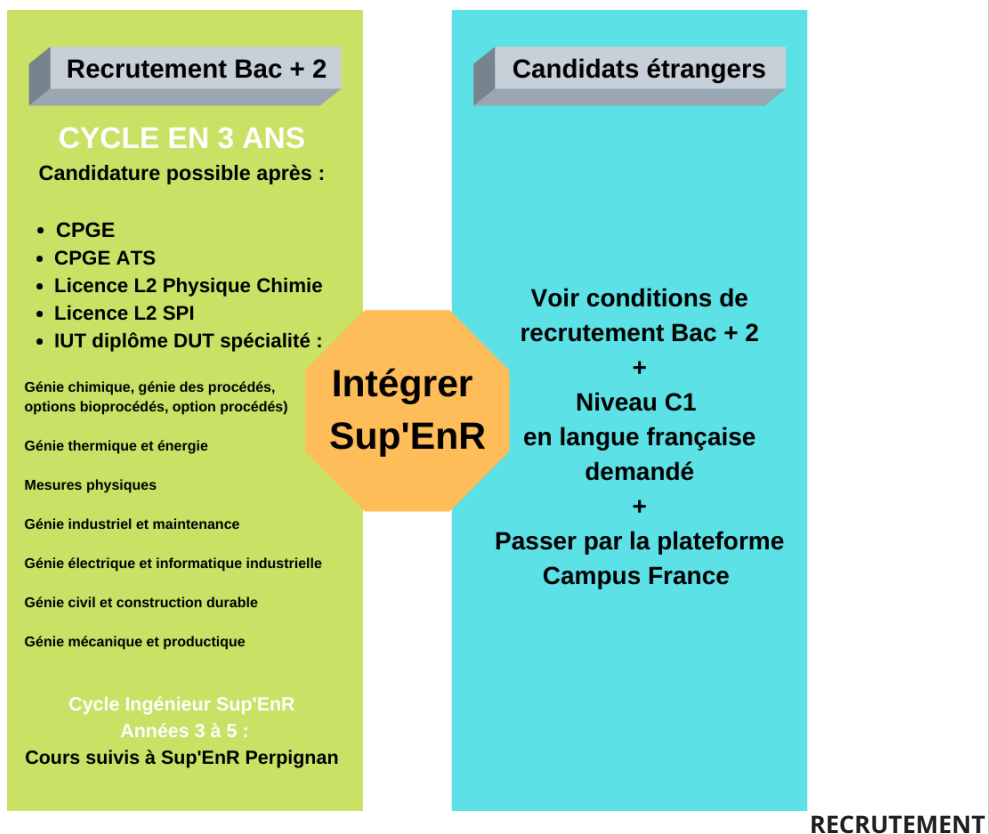 Recrutement Bac + 2
CYCLE EN 3 ANS
Candidature possible après :
• CPGE
• CPGE ATS
• Licence L2 Physique Chimie
• Licence L2 SPI
• IUT diplôme DUT spécialité :
Génie chimique, génie des procédés,
options bioprocédés, option procédés)
Génie thermique et énergie
Mesures physiques
Génie industriel et maintenance
Génie électrique et informatique industrielle
Génie civil et construction durable
Génie mécanique et productique
Cycle Ingénieur Sup'EnR
Années 3 à 5 :
Cours suivis à Sup'EnR Perpignan
Intégrer
Sup'EnR
Candidats étrangers
Voir conditions de
recrutement Bac + 2
+
Niveau C1
en langue française
demandé
+
Passer par la plateforme
Campus France
RECRUTEMENT